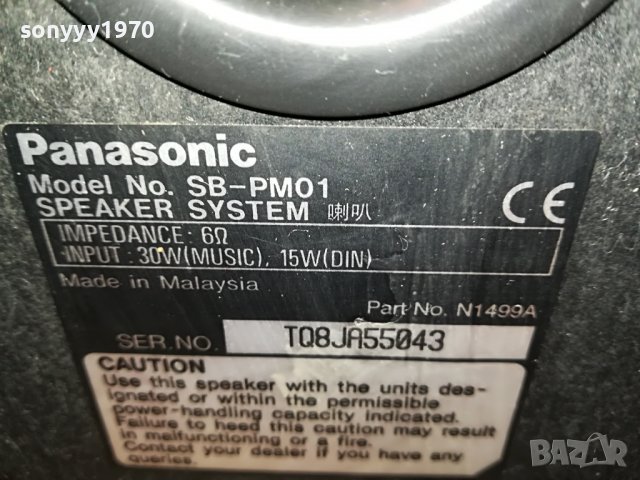 sonyyy1970
Panasonic
Model No. SB-PM01
SPEAKER SYSTEM 喇叭
CE
IMPEDANCE: 6Ω
INPUT: 30W(MUSIC), 15W(DIN)
Made in Malaysia
Part No. N1499A
SER.NO. TQ8JA55043
CAUTION
Use this speaker with the units des-
ignated or within the permissible
power-handling capacity indicated.
Failure to heed this caution may result
in malfunctioning or a fire.
Contact your dealer if you have any
queries.
BAZAR